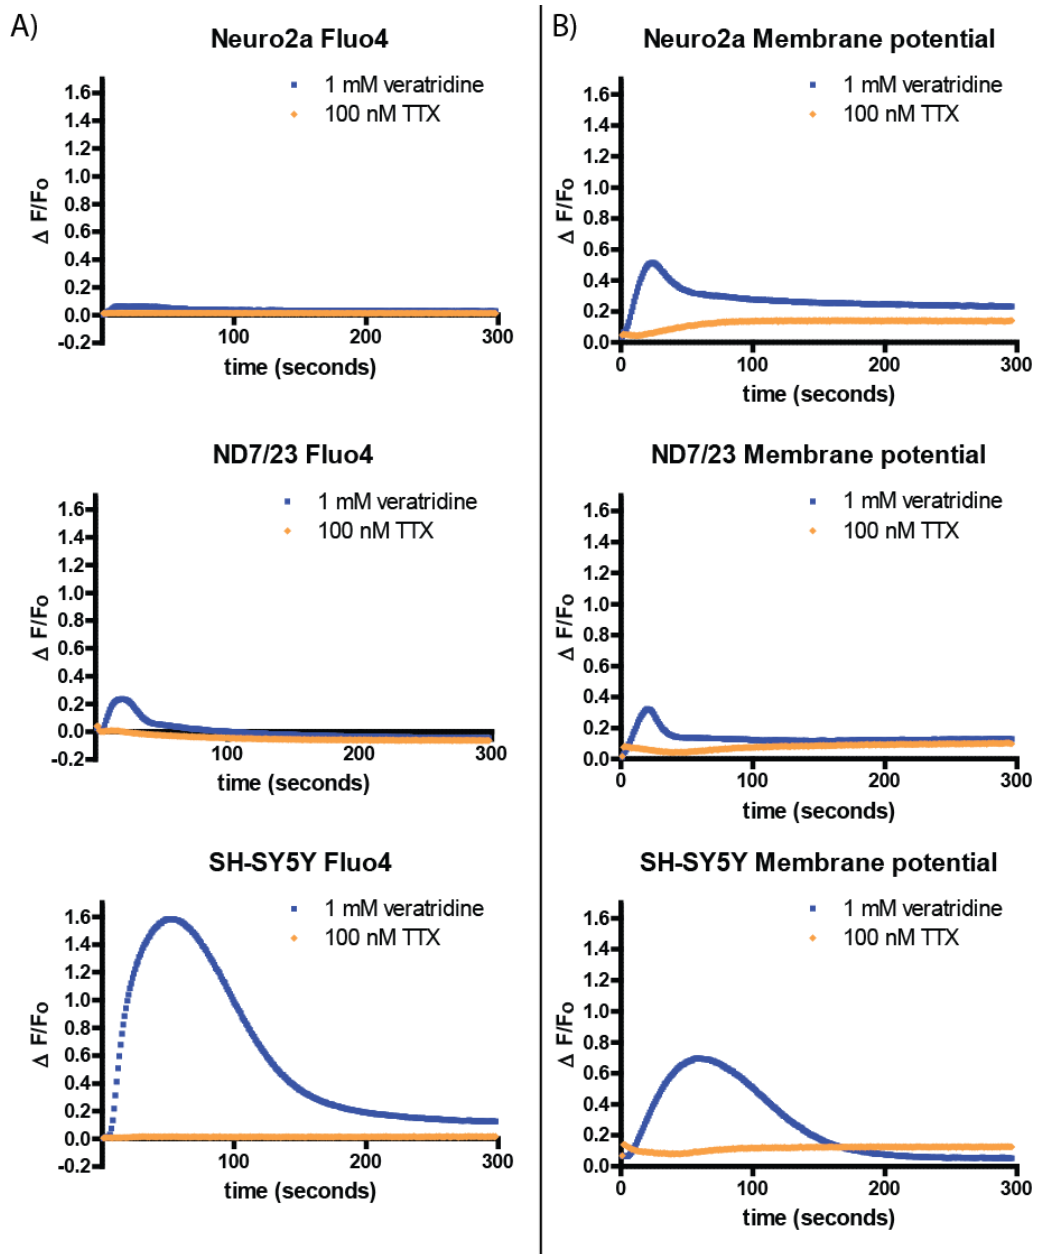 A)
Neuro2a Fluo4
1 mM veratridine
100 nM TTX
1.6
1.4
1.2
1.0
0.8
0.6
0.4
0.2
0.0
-0.2
Δ F/Fo
100
200
300
time (seconds)
ND7/23 Fluo4
1 mM veratridine
100 nM TTX
1.6
1.4
1.2
1.0
0.8
0.6
0.4
0.2
0.0
-0.2
Δ F/Fo
100
200
300
time (seconds)
SH-SY5Y Fluo4
1 mM veratridine
100 nM TTX
1.6
1.4
1.2
1.0
0.8
0.6
0.4
0.2
0.0
-0.2
Δ F/Fo
100
200
300
time (seconds)
B)
Neuro2a Membrane potential
1 mM veratridine
100 nM TTX
1.6
1.4
1.2
1.0
0.8
0.6
0.4
0.2
0.0
Δ F/Fo
0
100
200
300
time (seconds)
ND7/23 Membrane potential
1 mM veratridine
100 nM TTX
1.6
1.4
1.2
1.0
0.8
0.6
0.4
0.2
0.0
Δ F/Fo
0
100
200
300
time (seconds)
SH-SY5Y Membrane potential
1 mM veratridine
100 nM TTX
1.6
1.4
1.2
1.0
0.8
0.6
0.4
0.2
0.0
Δ F/Fo
0
100
200
300
time (seconds)